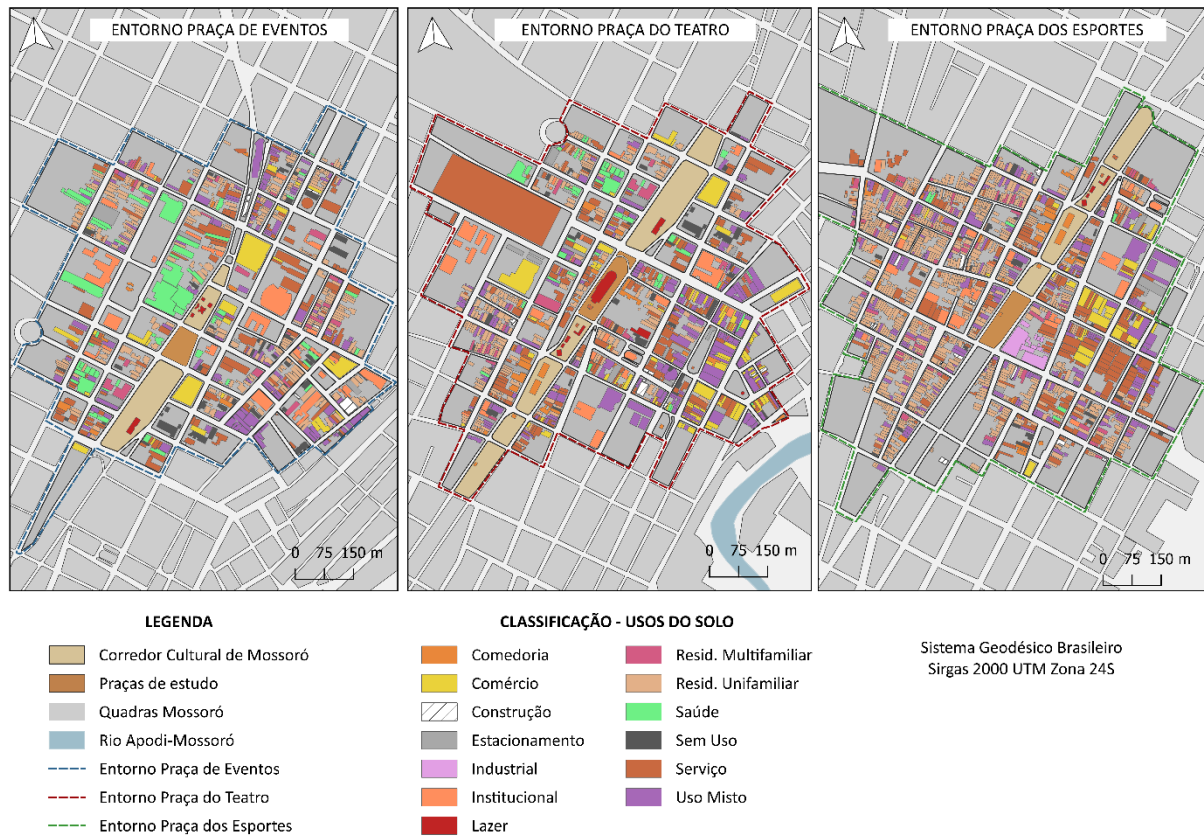 ENTORNO PRAÇA DE EVENTOS
0 75 150 m
ENTORNO PRAÇA DO TEATRO
0 75 150 m
ENTORNO PRAÇA DOS ESPORTES
0 75 150 m
LEGENDA
Corredor Cultural de Mossoró
Praças de estudo
Quadras Mossoró
Rio Apodi-Mossoró
Entorno Praça de Eventos
Entorno Praça do Teatro
Entorno Praça dos Esportes
CLASSIFICAÇÃO - USOS DO SOLO
Comedoria
Comércio
Construção
Estacionamento
Industrial
Institucional
Lazer
Resid. Multifamiliar
Resid. Unifamiliar
Saúde
Sem Uso
Serviço
Uso Misto
Sistema Geodésico Brasileiro
Sirgas 2000 UTM Zona 24S